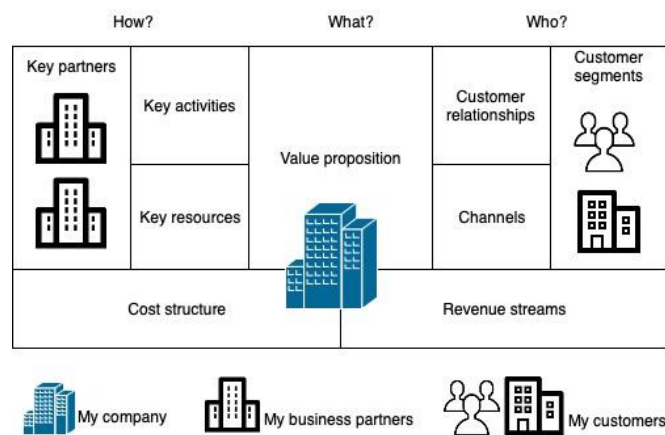 How?
What?
Who?
Key partners
Key activities
Key resources
Value proposition
Customer
relationships
Channels
Customer
segments
Cost structure
Revenue streams
My company
My business partners
My customers